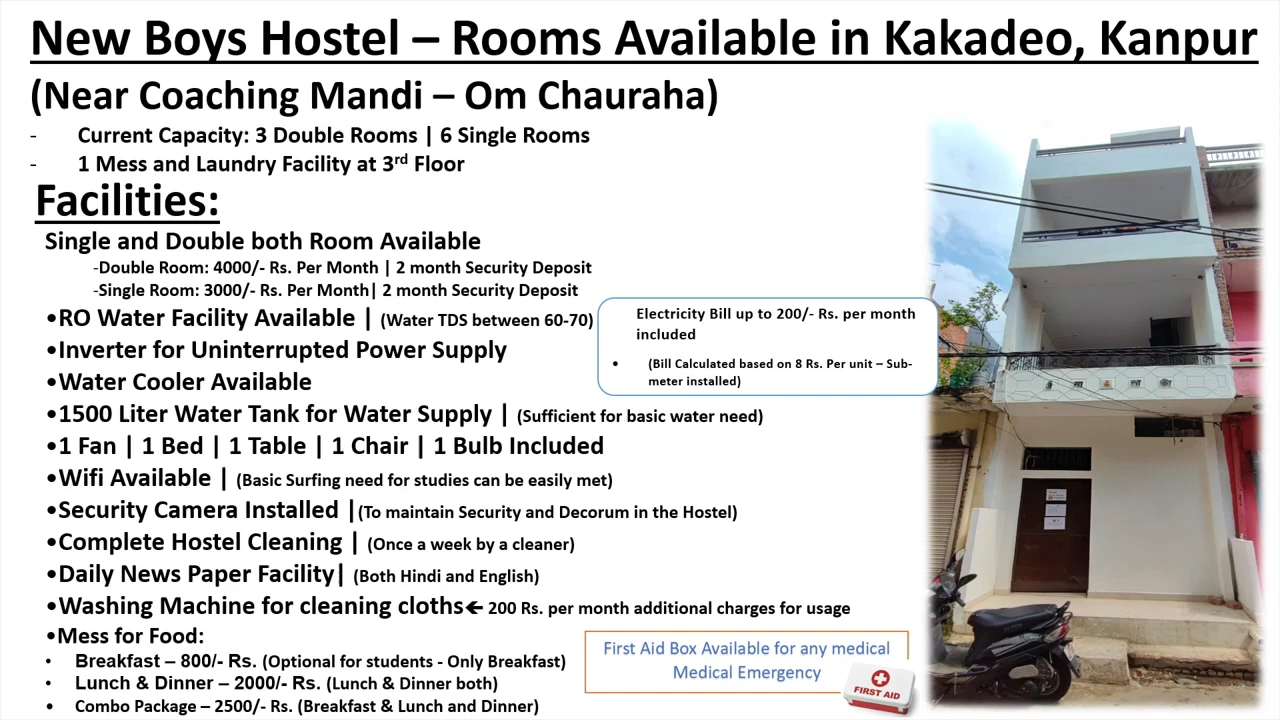 New Boys Hostel – Rooms Available in Kakadeo, Kanpur
(Near Coaching Mandi – Om Chauraha)
- Current Capacity: 3 Double Rooms | 6 Single Rooms
- 1 Mess and Laundry Facility at 3rd Floor
Facilities:
Single and Double both Room Available
-Double Room: 4000/- Rs. Per Month | 2 month Security Deposit
-Single Room: 3000/- Rs. Per Month| 2 month Security Deposit
•RO Water Facility Available | (Water TDS between 60-70)
Electricity Bill up to 200/- Rs. per month
included
• (Bill Calculated based on 8 Rs. Per unit – Sub-
meter installed)
•Inverter for Uninterrupted Power Supply
•Water Cooler Available
•1500 Liter Water Tank for Water Supply | (Sufficient for basic water need)
•1 Fan | 1 Bed | 1 Table | 1 Chair | 1 Bulb Included
•Wifi Available | (Basic Surfing need for studies can be easily met)
•Security Camera Installed |(To maintain Security and Decorum in the Hostel)
•Complete Hostel Cleaning | (Once a week by a cleaner)
•Daily News Paper Facility| (Both Hindi and English)
•Washing Machine for cleaning cloths🡨 200 Rs. per month additional charges for usage
•Mess for Food:
• Breakfast – 800/- Rs. (Optional for students - Only Breakfast)
• Lunch & Dinner – 2000/- Rs. (Lunch & Dinner both)
• Combo Package – 2500/- Rs. (Breakfast & Lunch and Dinner)
First Aid Box Available for any medical
Medical Emergency
FIRST AID